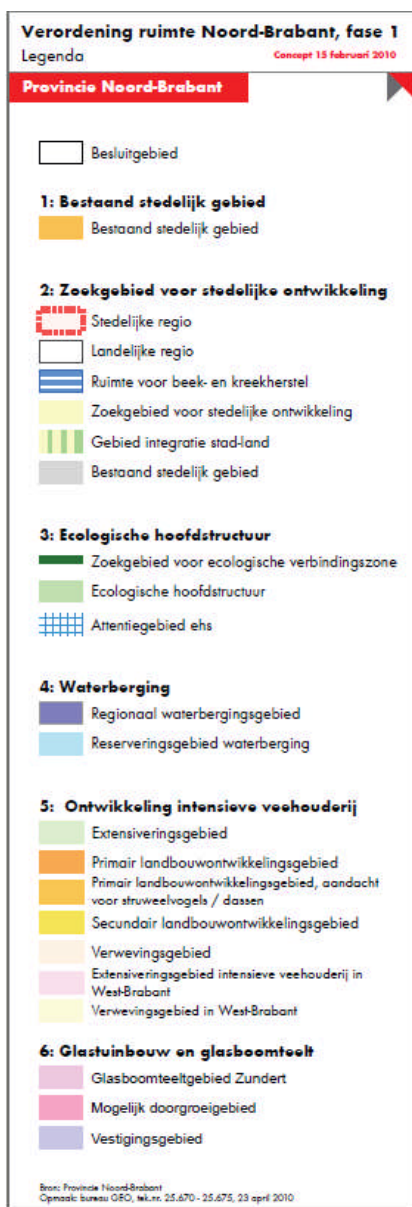 Verordening ruimte Noord-Brabant, fase 1
Legenda
Concept 15 februari 2010
Provincie Noord-Brabant
Besluitgebied
1: Bestaand stedelijk gebied
Bestaand stedelijk gebied
2: Zoekgebied voor stedelijke ontwikkeling
Stedelijke regio
Landelijke regio
Ruimte voor beek- en kreekherstel
Zoekgebied voor stedelijke ontwikkeling
Gebied integratie stad-land
Bestaand stedelijk gebied
3: Ecologische hoofdstructuur
Zoekgebied voor ecologische verbindingszone
Ecologische hoofdstructuur
Attentiegebied ehs
4: Waterberging
Regionaal waterbergingsgebied
Reserveringsgebied waterberging
5: Ontwikkeling intensieve veehouderij
Extensiveringsgebied
Primair landbouwontwikkelingsgebied
Primair landbouwontwikkelingsgebied, aandacht
voor struweelvogels / dassen
Secundair landbouwontwikkelingsgebied
Verwevingsgebied
Extensiveringsgebied intensieve veehouderij in
West-Brabant
Verwevingsgebied in West-Brabant
6: Glastuinbouw en glasboomteelt
Glasboomteeltgebied Zundert
Mogelijk doorgroeigebied
Vestigingsgebied
Bron: Provincie Noord-Brabant
Opmaak: bureau GEO, tek.nr. 25.670 - 25.675, 23 april 2010